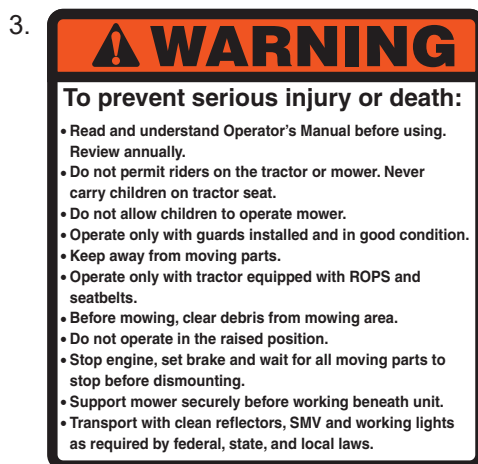 3.
WARNING
To prevent serious injury or death:
• Read and understand Operator's Manual before using.
Review annually.
• Do not permit riders on the tractor or mower. Never
carry children on tractor seat.
• Do not allow children to operate mower.
• Operate only with guards installed and in good condition.
• Keep away from moving parts.
• Operate only with tractor equipped with ROPS and
seatbelts.
• Before mowing, clear debris from mowing area.
• Do not operate in the raised position.
• Stop engine, set brake and wait for all moving parts to
stop before dismounting.
• Support mower securely before working beneath unit.
• Transport with clean reflectors, SMV and working lights
as required by federal, state, and local laws.